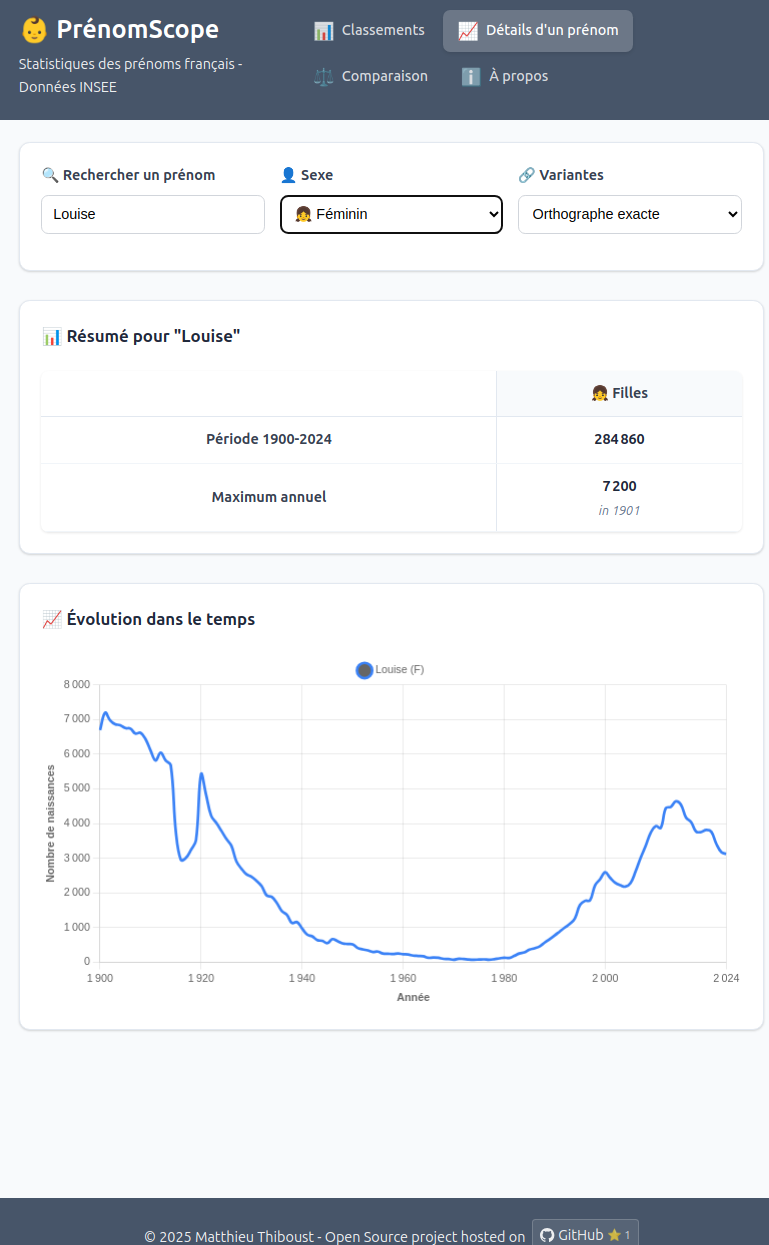 👶 PrénomScope
Statistiques des prénoms français -
Données INSEE
📊 Classements
📈 Détails d'un prénom
⚖️ Comparaison
ℹ️ À propos
🔍 Rechercher un prénom
👤 Sexe
🔗 Variantes
Louise
👧 Féminin
Orthographe exacte
📊 Résumé pour "Louise"
👧 Filles
Période 1900-2024
284 860
Maximum annuel
7 200
in 1901
📈 Évolution dans le temps
Louise (F)
8 000
7 000
6 000
5 000
4 000
3 000
2 000
1 000
0
Nombre de naissances
1 900
1 920
1 940
1 960
1 980
2 000
2 024
Année
© 2025 Matthieu Thiboust - Open Source project hosted on
GitHub ⭐ 1